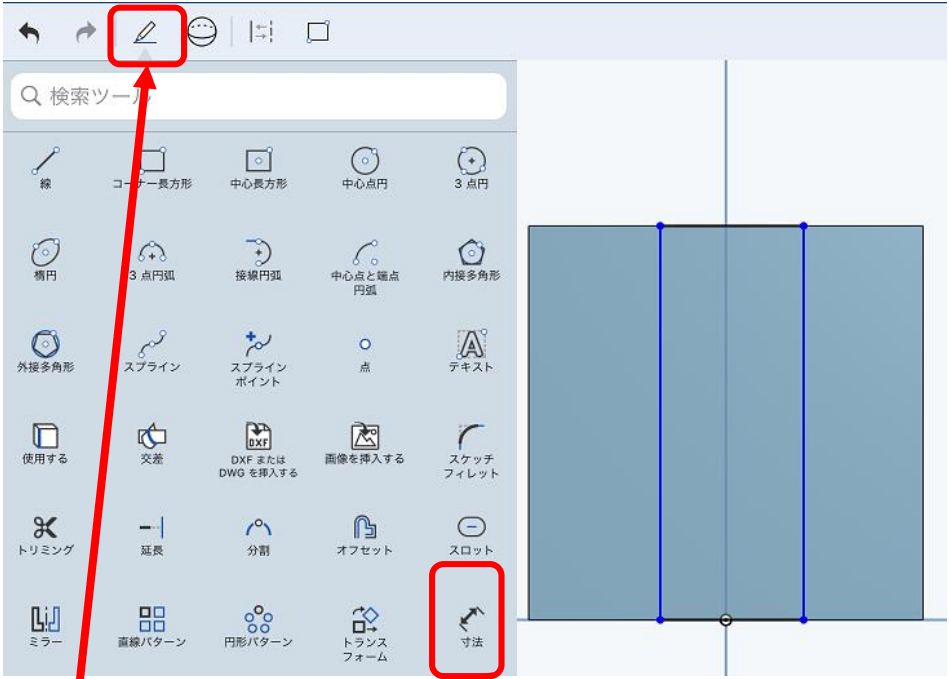 検索ツール
線
コーナー長方形
中心長方形
中心点円
3 点円
楕円
3 点円弧
接線円弧
中心点と端点
円弧
内接多角形
外接多角形
スプライン
スプライン
ポイント
点
テキスト
使用する
交差
DXF または
DWG を挿入する
画像を挿入する
スケッチ
フィレット
トリミング
延長
分割
オフセット
スロット
ミラー
直線パターン
円形パターン
トランス
フォーム
寸法